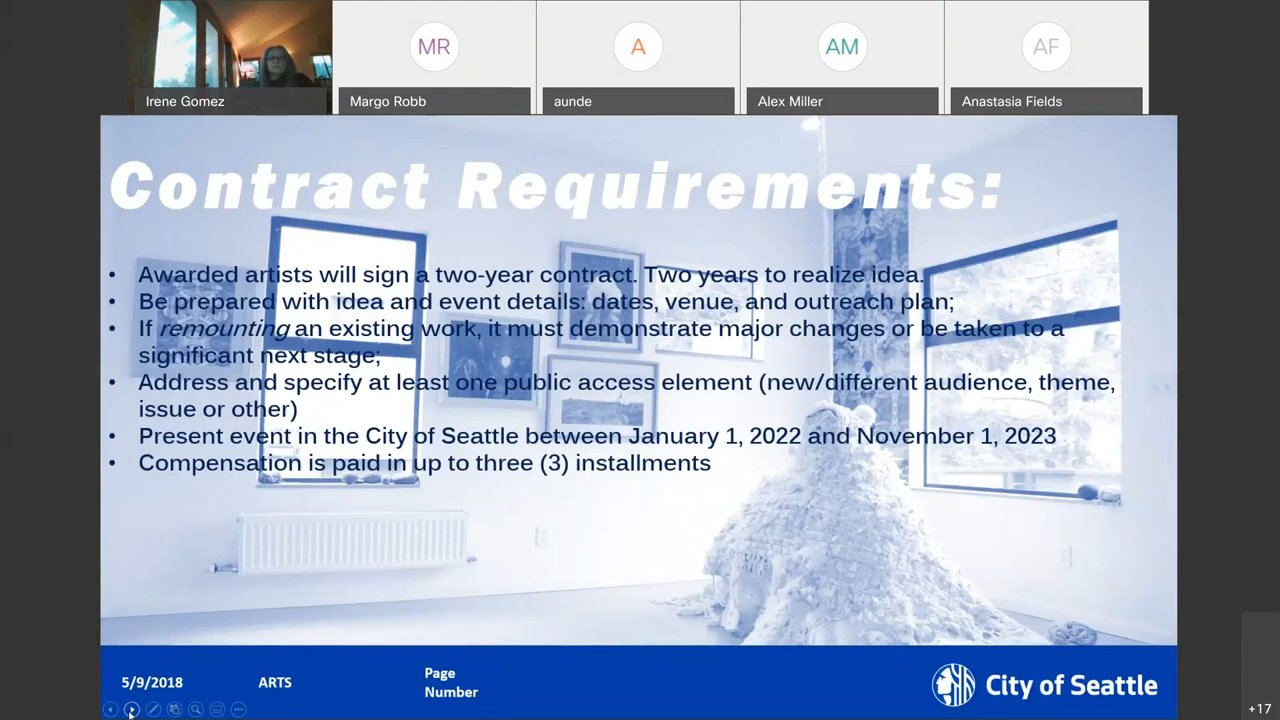 MR
A
AM
AF
Irene Gomez
Margo Robb
aunde
Alex Miller
Anastasia Fields
Contract Requirements:
• Awarded artists will sign a two-year contract. Two years to realize idea.
• Be prepared with idea and event details: dates, venue, and outreach plan;
• If remounting an existing work, it must demonstrate major changes or be taken to a
significant next stage;
• Address and specify at least one public access element (new/different audience, theme,
issue or other)
• Present event in the City of Seattle between January 1, 2022 and November 1, 2023
• Compensation is paid in up to three (3) installments
5/9/2018
ARTS
Page
Number
City of Seattle
+17